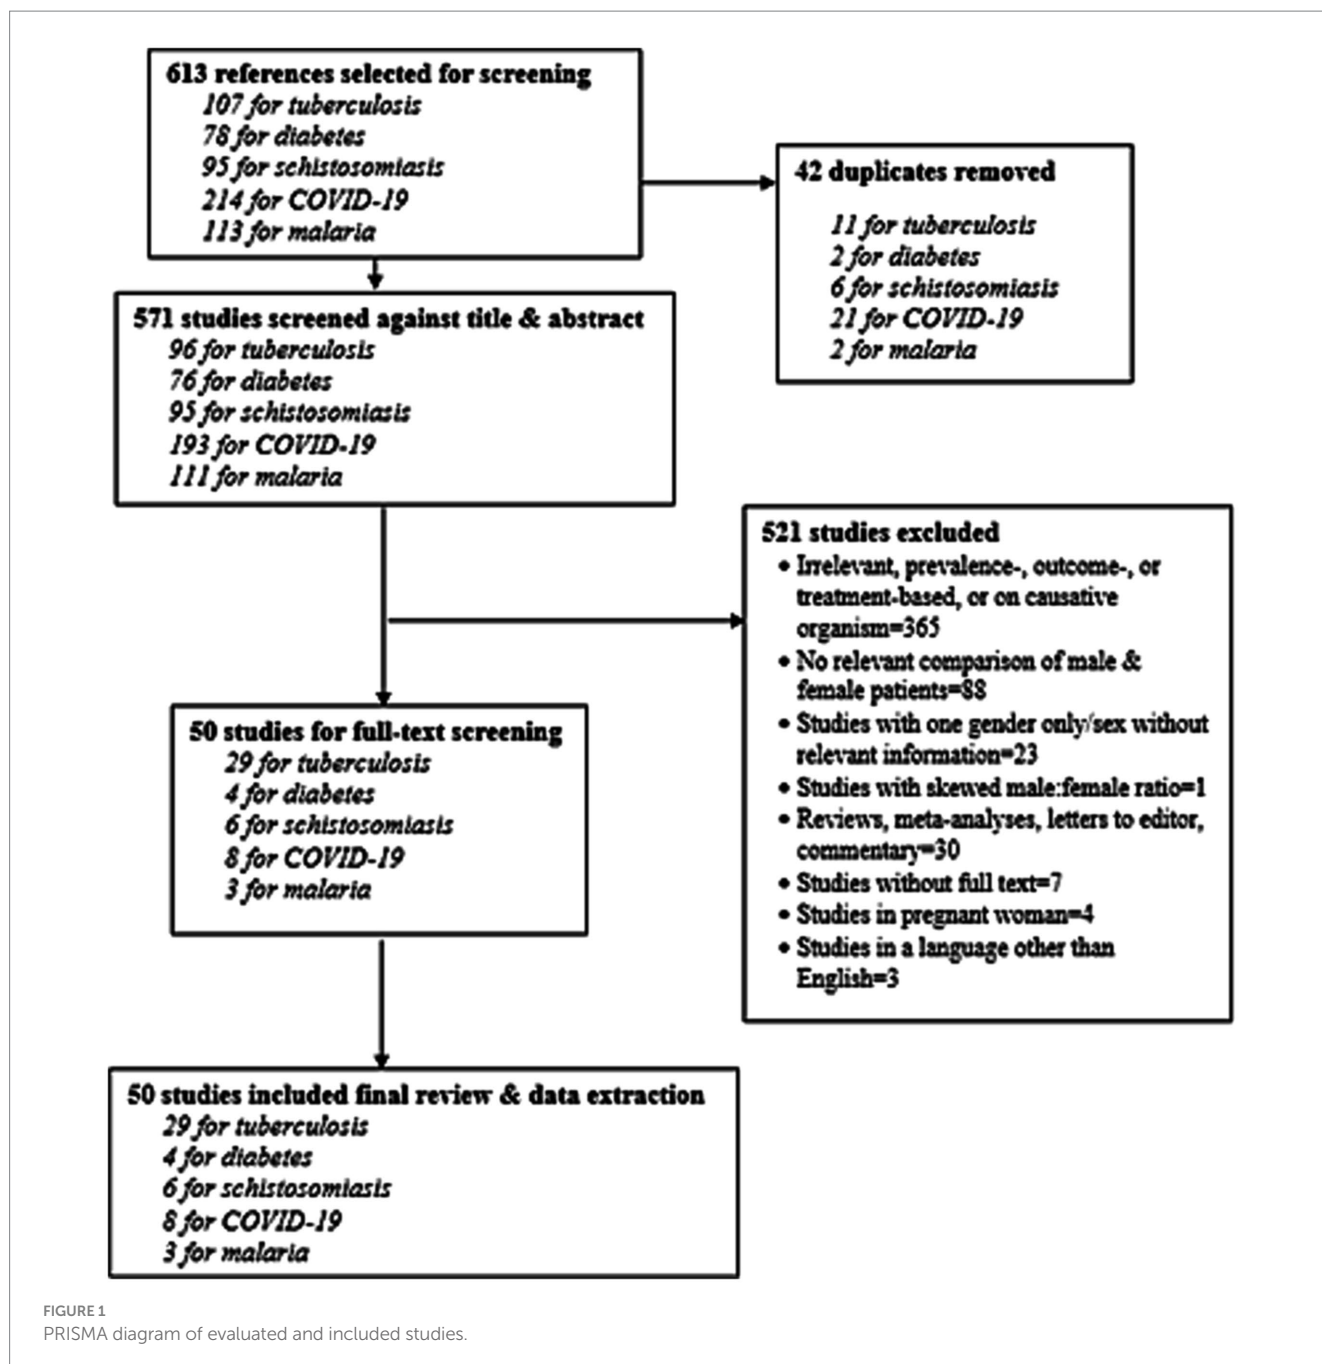 613 references selected for screening
107 for tuberculosis
78 for diabetes
95 for schistosomiasis
214 for COVID-19
113 for malaria
42 duplicates removed
11 for tuberculosis
2 for diabetes
6 for schistosomiasis
21 for COVID-19
2 for malaria
571 studies screened against title & abstract
96 for tuberculosis
76 for diabetes
95 for schistosomiasis
193 for COVID-19
111 for malaria
521 studies excluded
• Irrelevant, prevalence-, outcome-, or
treatment-based, or on causative
organism=365
• No relevant comparison of male &
female patients=88
• Studies with one gender only/sex without
relevant information=23
• Studies with skewed male:female ratio=1
• Reviews, meta-analyses, letters to editor,
commentary=30
• Studies without full text=7
• Studies in pregnant woman=4
• Studies in a language other than
English=3
50 studies for full-text screening
29 for tuberculosis
4 for diabetes
6 for schistosomiasis
8 for COVID-19
3 for malaria
50 studies included final review & data extraction
29 for tuberculosis
4 for diabetes
6 for schistosomiasis
8 for COVID-19
3 for malaria
FIGURE 1
PRISMA diagram of evaluated and included studies.